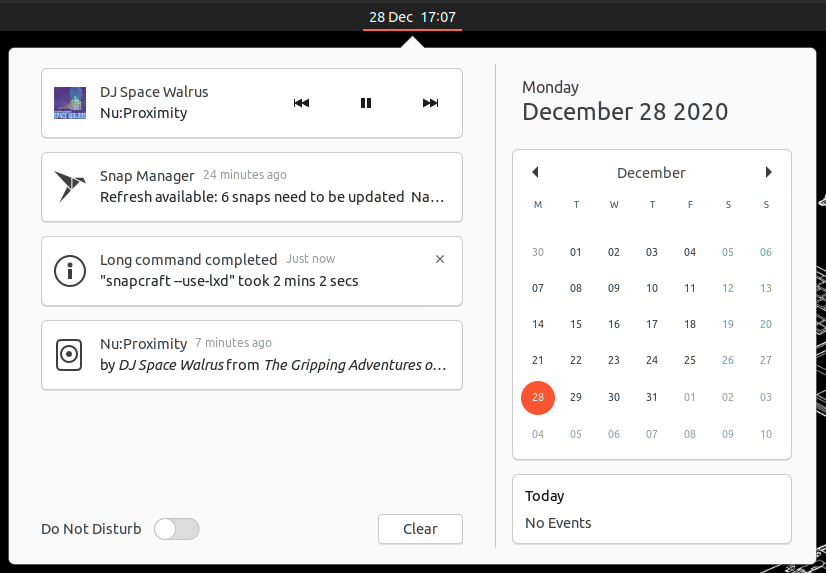 28 Dec 17:07
DJ Space Walrus
Nu:Proximity
SPACE WALRUS
Snap Manager 24 minutes ago
Refresh available: 6 snaps need to be updated Na…
Long command completed Just now
"snapcraft --use-lxd" took 2 mins 2 secs
Nu:Proximity 7 minutes ago
by DJ Space Walrus from The Gripping Adventures o…
Do Not Disturb
Clear
Monday
December 28 2020
December
M T W T F S S
30 01 02 03 04 05 06
07 08 09 10 11 12 13
14 15 16 17 18 19 20
21 22 23 24 25 26 27
28 29 30 31 01 02 03
04 05 06 07 08 09 10
Today
No Events